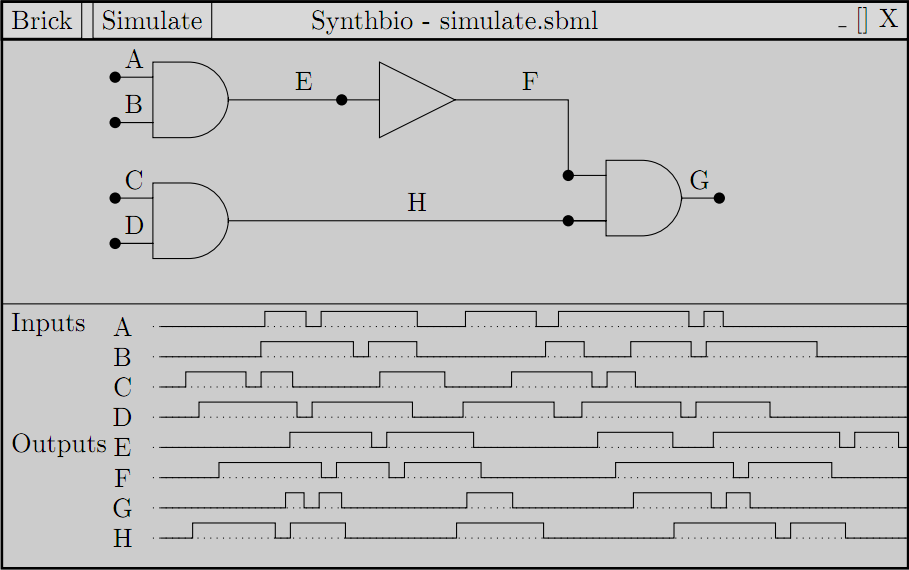 Brick Simulate Synthbio - simulate.sbml _ [] X
A
E F
B
C G
H
D
Inputs A
B
C
D
Outputs E
F
G
H